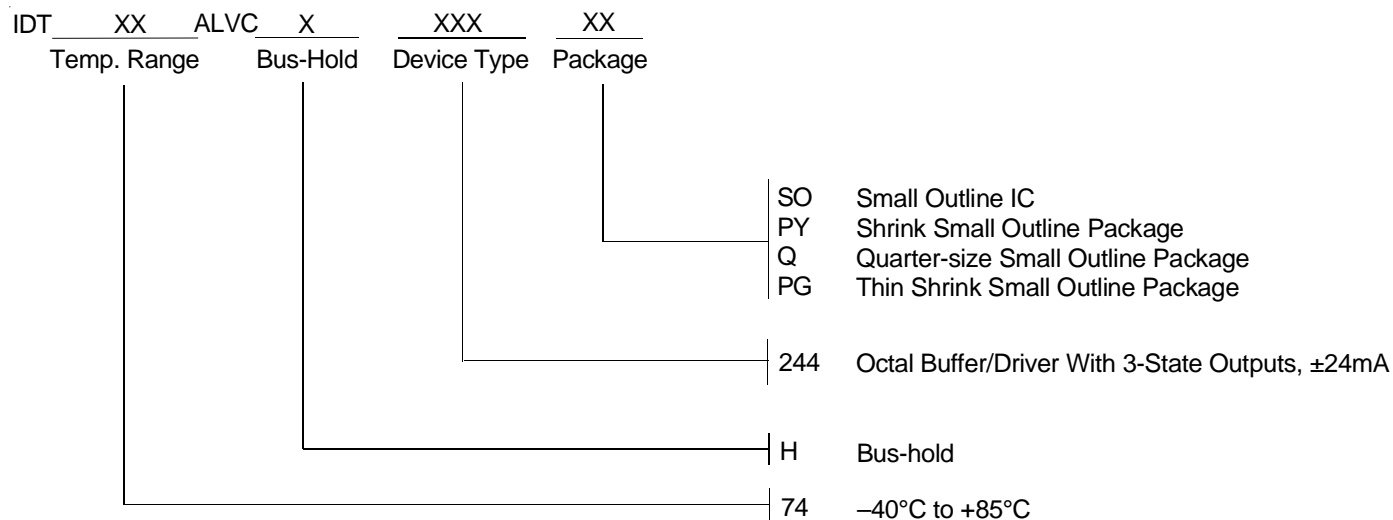 IDT XX ALVC X XXX XX
Temp. Range Bus-Hold Device Type Package
SO Small Outline IC
PY Shrink Small Outline Package
Q Quarter-size Small Outline Package
PG Thin Shrink Small Outline Package
244 Octal Buffer/Driver With 3-State Outputs, ±24mA
H Bus-hold
74 –40°C to +85°C